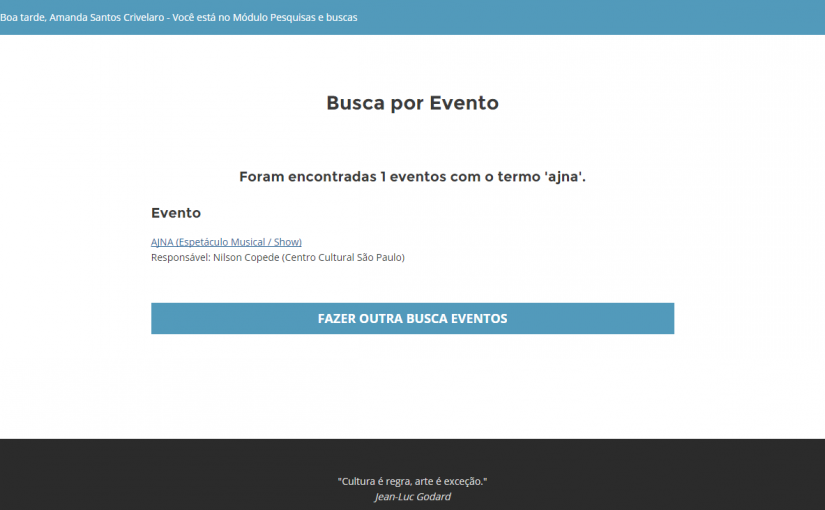 Boa tarde, Amanda Santos Crivelaro - Você está no Módulo Pesquisas e buscas
Busca por Evento
Foram encontradas 1 eventos com o termo 'ajna'.
Evento
AJNA (Espetáculo Musical / Show)
Responsável: Nilson Copede (Centro Cultural São Paulo)
FAZER OUTRA BUSCA EVENTOS
"Cultura é regra, arte é exceção."
Jean-Luc Godard